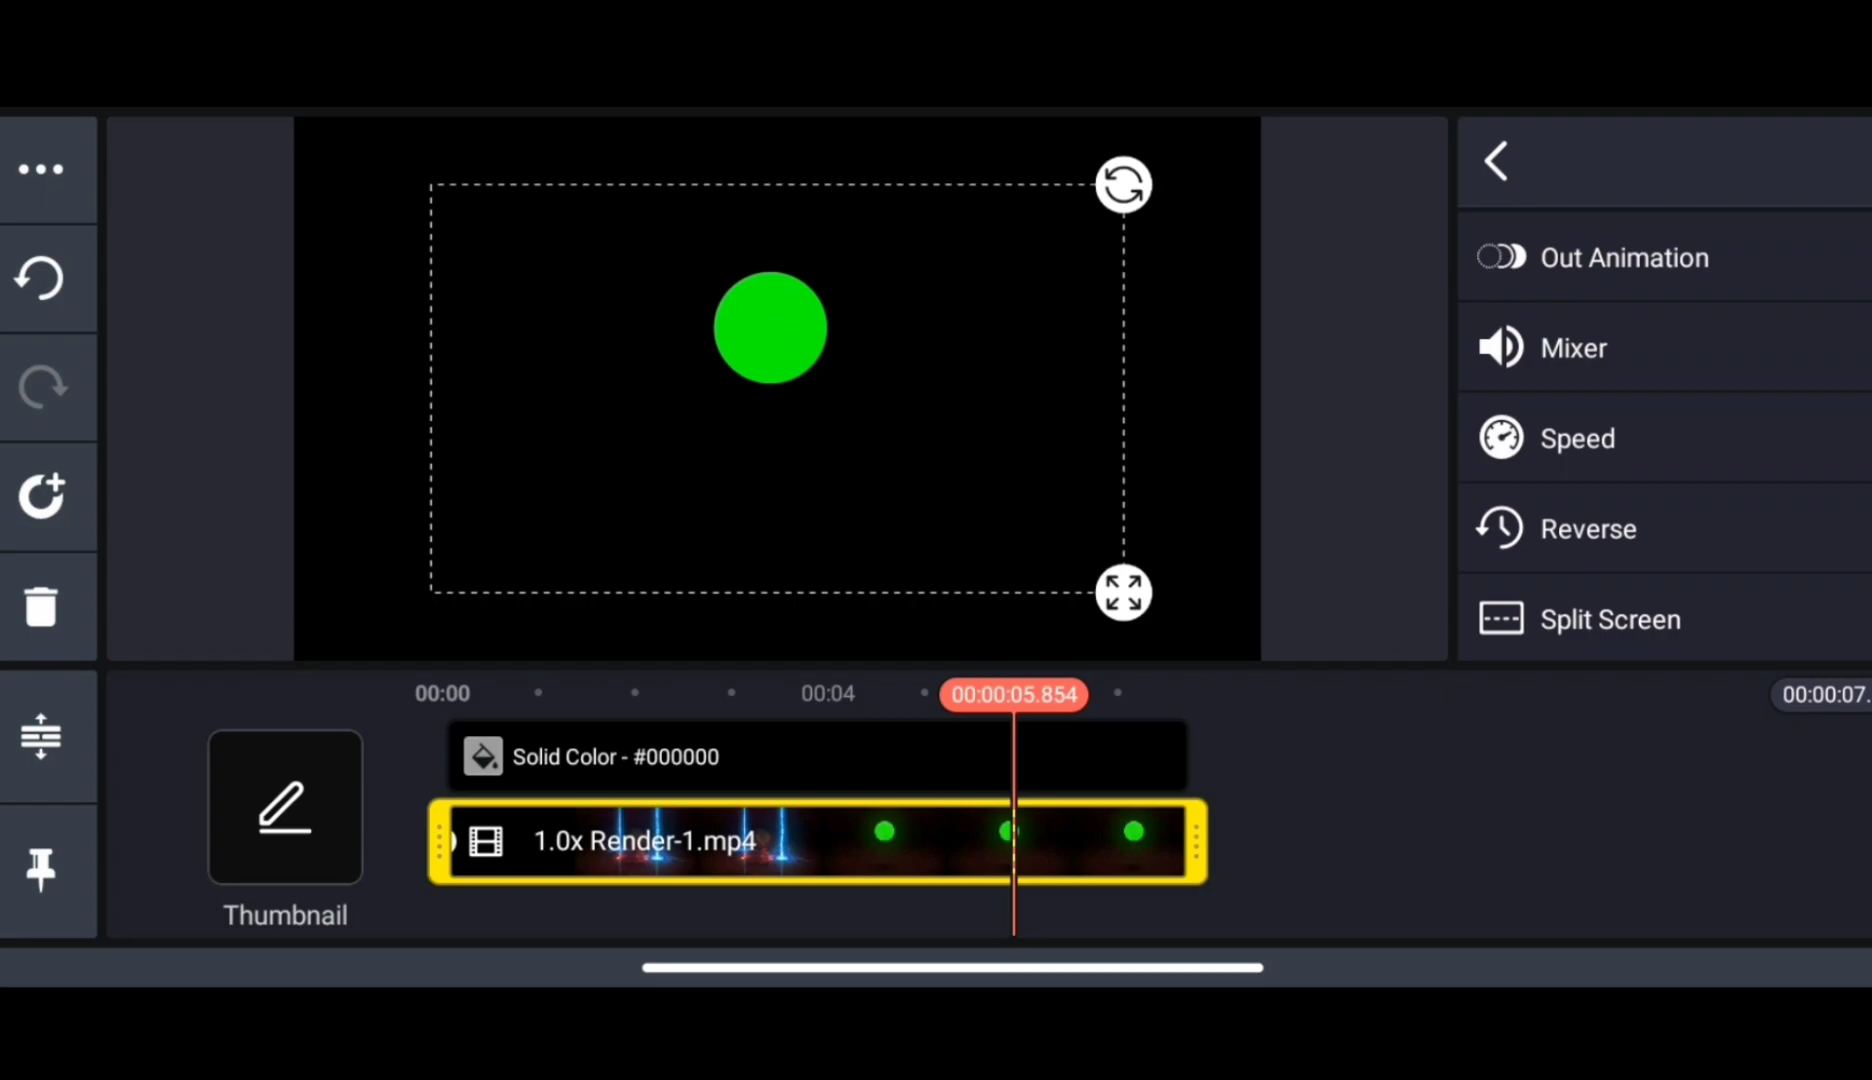 Out Animation
Mixer
Speed
Reverse
Split Screen
00:00
00:04
00:00:05.854
00:00:07.
Solid Color - #000000
1.0x Render-1.mp4
Thumbnail